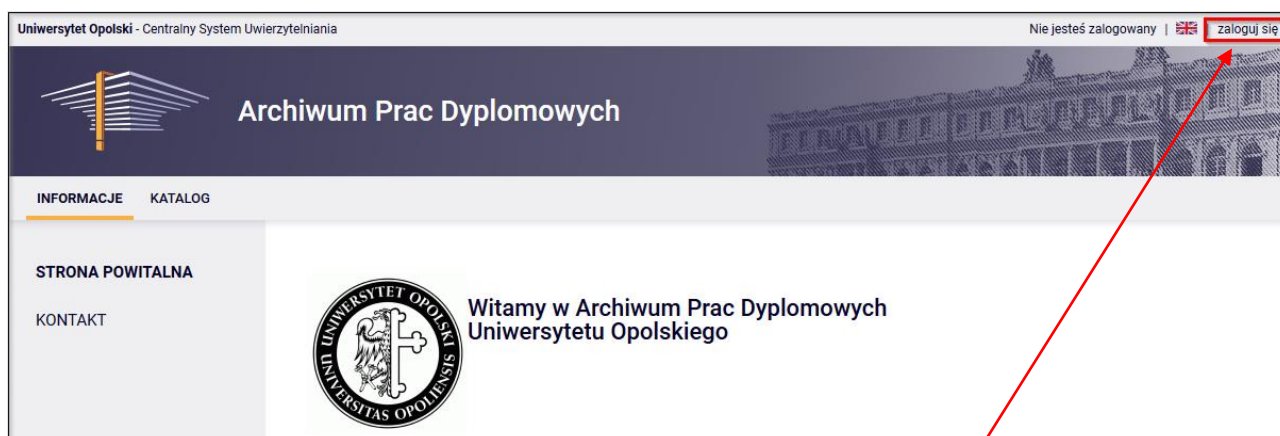 Uniwersytet Opolski - Centralny System Uwierzytelniania
Nie jesteś zalogowany | zaloguj się
Archiwum Prac Dyplomowych
INFORMACJE KATALOG
STRONA POWITALNA
KONTAKT
UNIWERSYTET OPOLSKI
UNIVERSITAS OPOLIENSIS
Witamy w Archiwum Prac Dyplomowych
Uniwersytetu Opolskiego